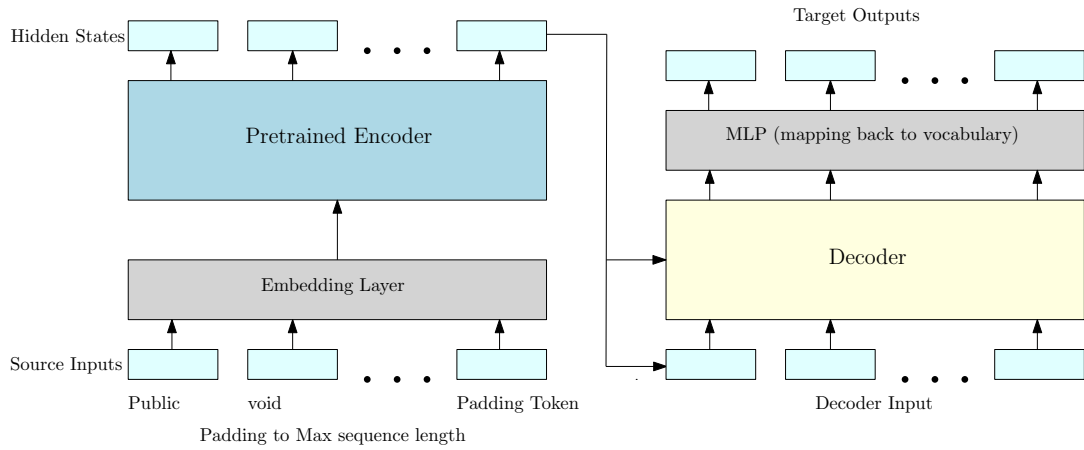 Target Outputs
Hidden States
MLP (mapping back to vocabulary)
Pretrained Encoder
Decoder
Embedding Layer
Source Inputs
Public void Padding Token
Decoder Input
Padding to Max sequence length